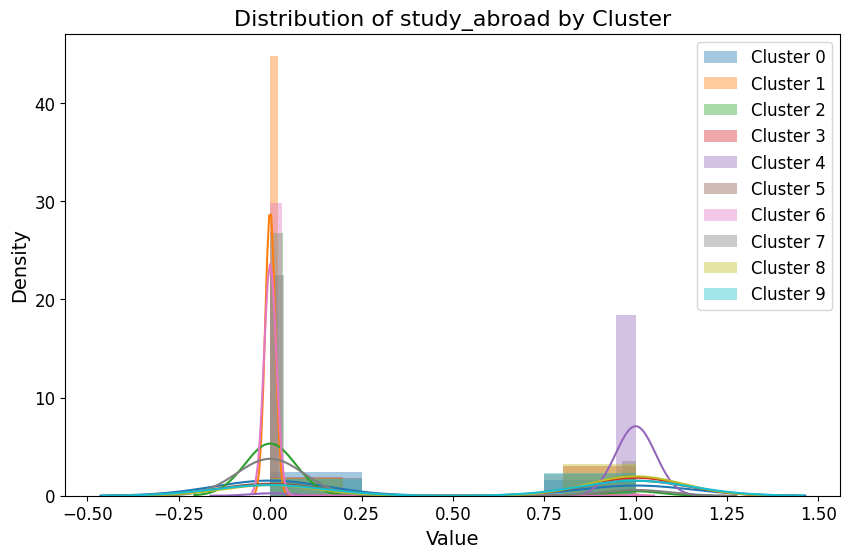 Distribution of study_abroad by Cluster
Density
40
30
20
10
0
−0.50
−0.25
0.00
0.25
0.50
0.75
1.00
1.25
1.50
Value
Cluster 0
Cluster 1
Cluster 2
Cluster 3
Cluster 4
Cluster 5
Cluster 6
Cluster 7
Cluster 8
Cluster 9